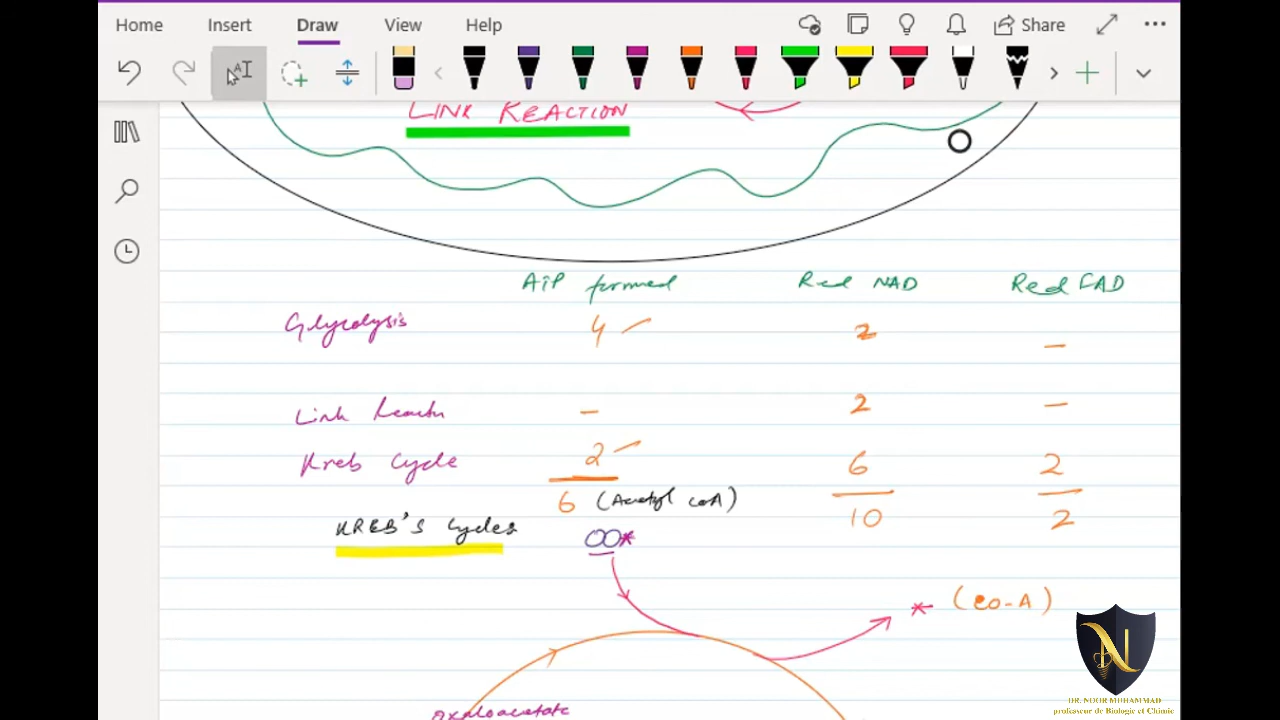 Home Insert Draw View Help Share
LINK REACTION
ATP formed Red NAD Red FAD
Glycolysis 4 2 –
Link Reactn – 2 –
Kreb Cycle 2 6 2
6 (Acetyl coA) 10 2
KREB'S Cycles
(CO-A)
oxaloacetate
DR. NOOR MUHAMMAD
professeur de Biologie et Chimie